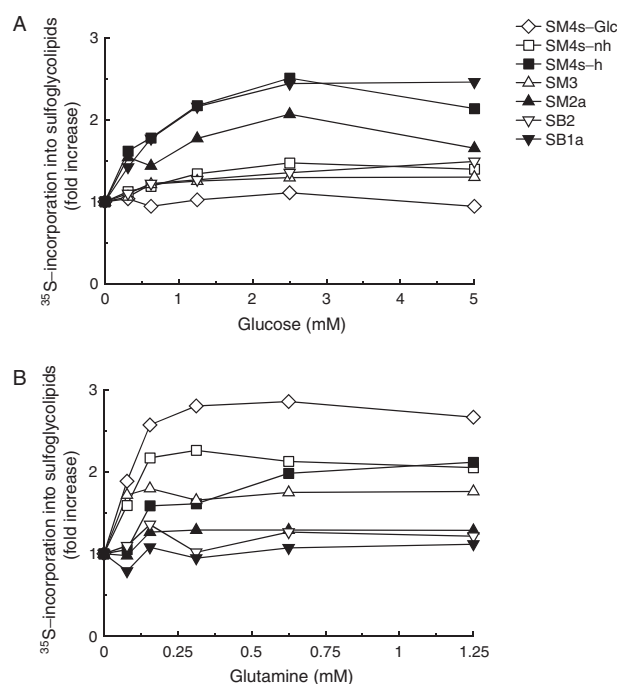 A
³⁵S–incorporation into sulfoglycolipids
(fold increase)
3
2
1
0
0
1
2
3
4
5
Glucose (mM)
SM4s–Glc
SM4s–nh
SM4s–h
SM3
SM2a
SB2
SB1a
B
³⁵S–incorporation into sulfoglycolipids
(fold increase)
3
2
1
0
0
0.25
0.50
0.75
1.00
1.25
Glutamine (mM)